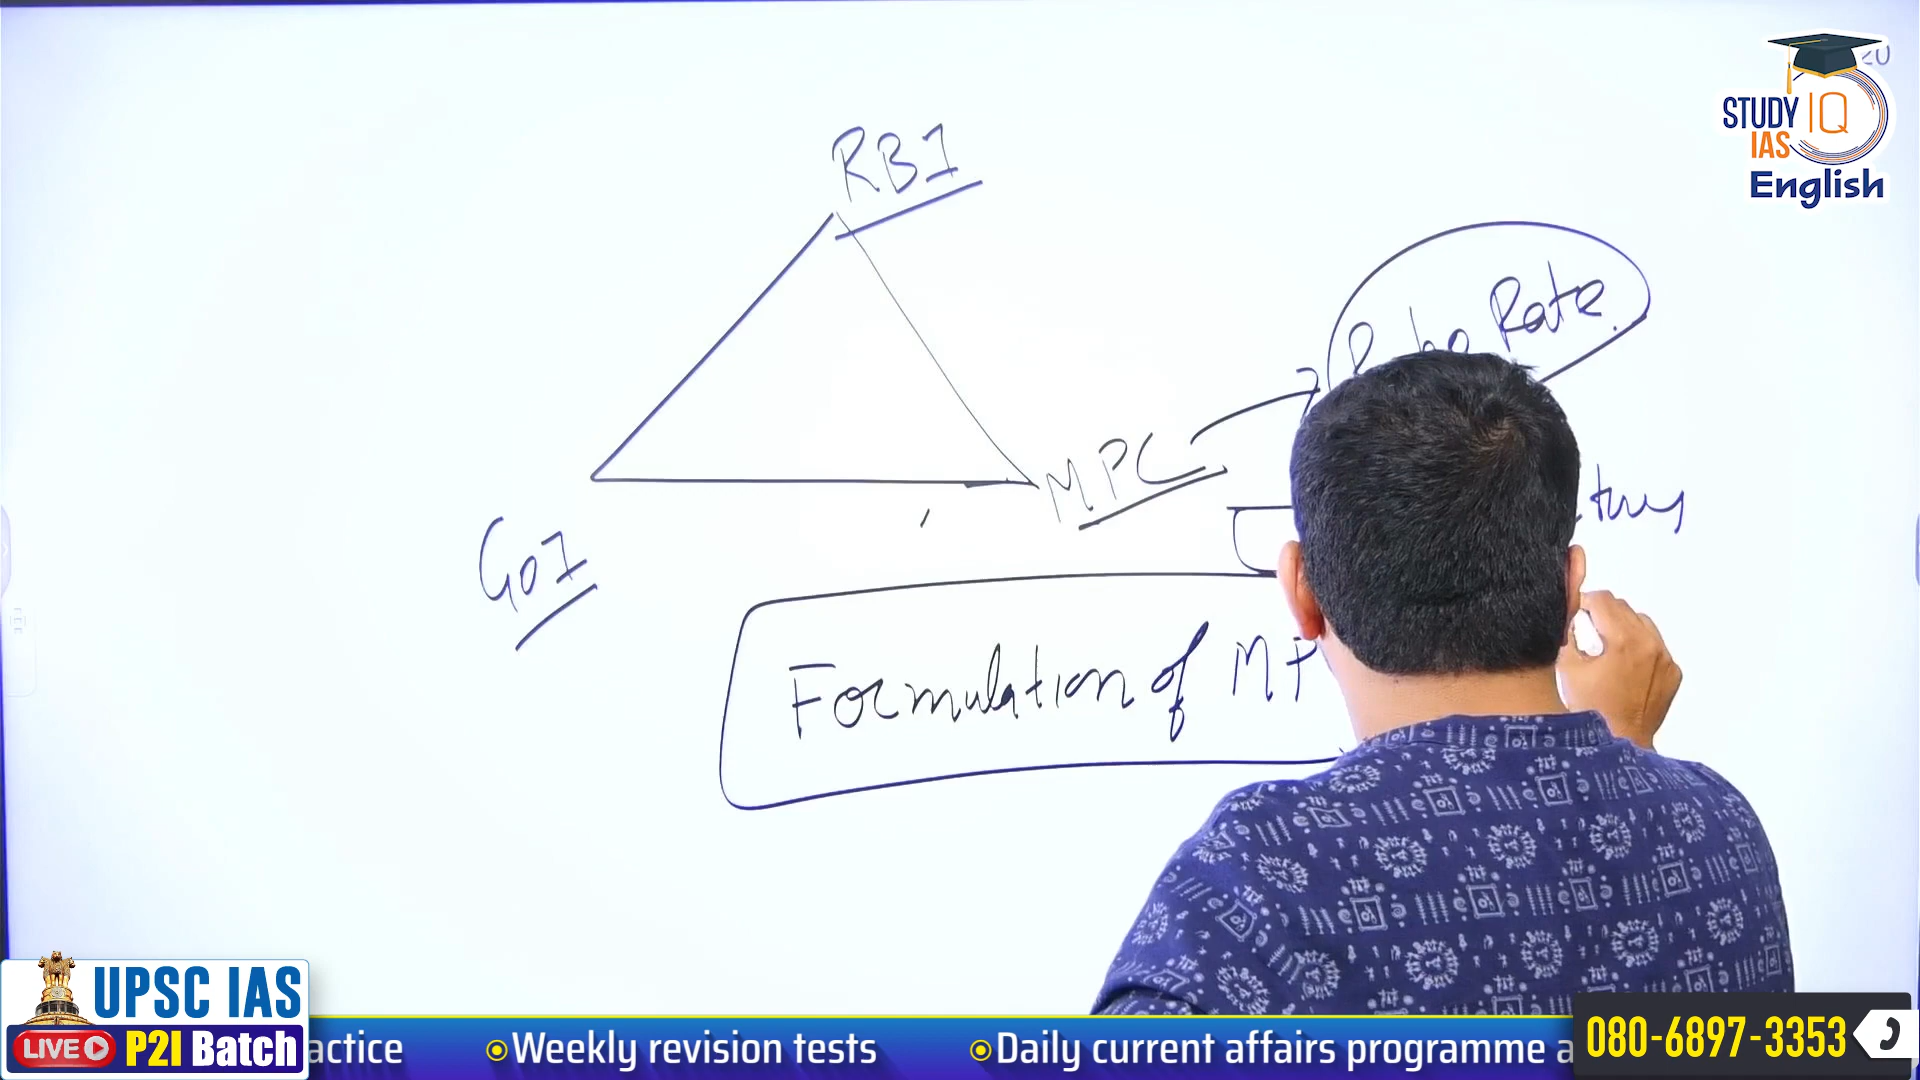 STUDY IQ
IAS
English
RBI
Rate
MPC
GOI
Formulation of MP
UPSC IAS
LIVE P2I Batch
actice
Weekly revision tests
Daily current affairs programme a
080-6897-3353